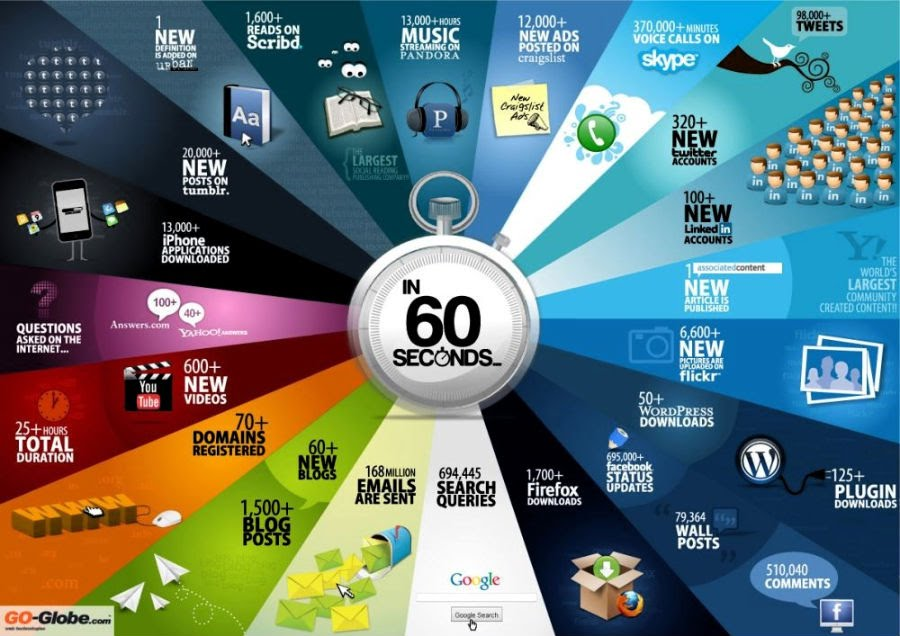 1
NEW
DEFINITION
IS ADDED ON
urban
1,600+
READS ON
Scribd.
13,000+ HOURS
MUSIC
STREAMING ON
PANDORA
12,000+
NEW ADS
POSTED ON
craigslist
370,000+ MINUTES
VOICE CALLS ON
skype
98,000+
TWEETS
Aa
P
New
Craigslist
Ads
THE
LARGEST
SOCIAL READING
PUBLISHING COMPANY!!
20,000+
NEW
POSTS ON
tumblr.
320+
NEW
twitter
ACCOUNTS
13,000+
iPhone
APPLICATIONS
DOWNLOADED
100+
NEW
Linked in
ACCOUNTS
1 associatedcontent
NEW
ARTICLE IS
PUBLISHED
Y!
THE
WORLD'S
LARGEST
COMMUNITY
CREATED CONTENT!!
IN
60
SECONDS...
?
QUESTIONS
ASKED ON THE
INTERNET...
100+
Answers.com
40+
YAHOO! ANSWERS
6,600+
NEW
PICTURES ARE
UPLOADED ON
flickr
You
Tube
600+
NEW
VIDEOS
25+ HOURS
TOTAL
DURATION
70+
DOMAINS
REGISTERED
WWW
60+
NEW
BLOGS
1,500+
BLOG
POSTS
168 MILLION
EMAILS
ARE SENT
694,445
SEARCH
QUERIES
Google
Google Search
1,700+
Firefox
DOWNLOADS
50+
WORDPRESS
DOWNLOADS
W
125+
PLUGIN
DOWNLOADS
695,000+
facebook
STATUS
UPDATES
79,364
WALL
POSTS
510,040
COMMENTS
f
.com
GO-Globe.com